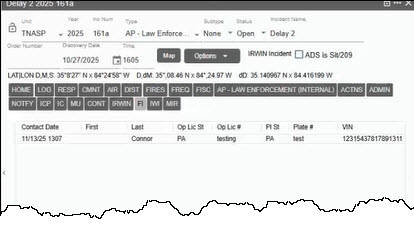 Delay 2 2025 161a
Unit Year Inc Num Type Subtype Status Incident Name
TNASP 2025 161a AP - Law Enforce... None Open Delay 2
Order Number Discovery Date Time
10/27/2025 1605 Map Options IRWIN Incident ADS is Sit/209
LAT|LON D,M,S: 35°8'27" N x 84°24'58" W D,dM: 35°,08.46 N x 84°,24.97 W dD: 35.140967 N x 84.416199 W
HOME LOG RESP CMNT AIR DIST FIRES FREQ FISC AP - LAW ENFORCEMENT (INTERNAL) ACTNS ADMN
NOTFY ICP IC MU CONT IRWIN FI IWI MIR
Contact Date First Last Op Lic St Op Lic # FI St Plate # VIN
11/13/25 1307 Connor PA testing PA test 12315437817891311